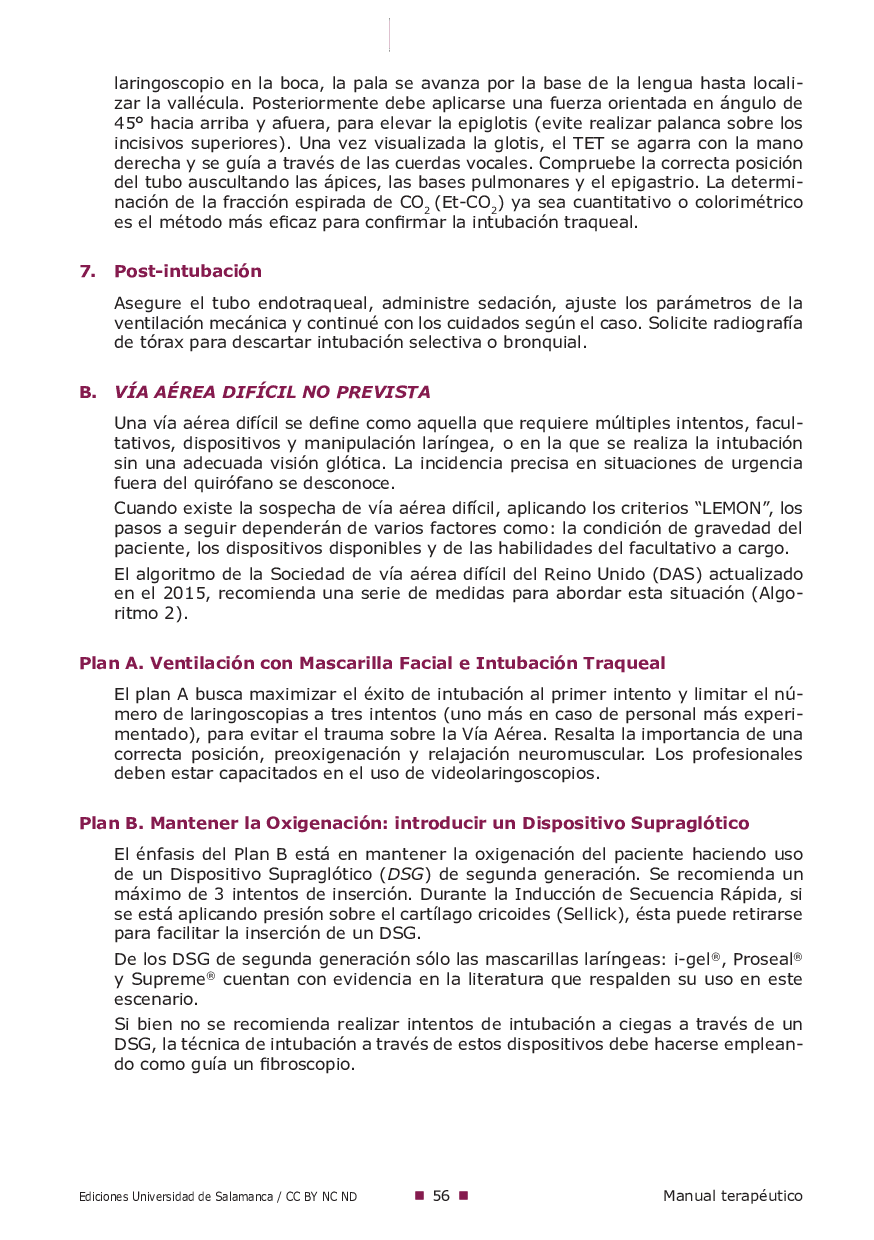 laringoscopio en la boca, la pala se avanza por la base de la lengua hasta locali-
zar la vallécula. Posteriormente debe aplicarse una fuerza orientada en ángulo de
45º hacia arriba y afuera, para elevar la epiglotis (evite realizar palanca sobre los
incisivos superiores). Una vez visualizada la glotis, el TET se agarra con la mano
derecha y se guía a través de las cuerdas vocales. Compruebe la correcta posición
del tubo auscultando las ápices, las bases pulmonares y el epigastrio. La determi-
nación de la fracción espirada de CO2 (Et-CO2) ya sea cuantitativo o colorimétrico
es el método más eficaz para confirmar la intubación traqueal.
7. Post-intubación
Asegure el tubo endotraqueal, administre sedación, ajuste los parámetros de la
ventilación mecánica y continué con los cuidados según el caso. Solicite radiografía
de tórax para descartar intubación selectiva o bronquial.
B. VÍA AÉREA DIFÍCIL NO PREVISTA
Una vía aérea difícil se define como aquella que requiere múltiples intentos, facul-
tativos, dispositivos y manipulación laríngea, o en la que se realiza la intubación
sin una adecuada visión glótica. La incidencia precisa en situaciones de urgencia
fuera del quirófano se desconoce.
Cuando existe la sospecha de vía aérea difícil, aplicando los criterios “LEMON”, los
pasos a seguir dependerán de varios factores como: la condición de gravedad del
paciente, los dispositivos disponibles y de las habilidades del facultativo a cargo.
El algoritmo de la Sociedad de vía aérea difícil del Reino Unido (DAS) actualizado
en el 2015, recomienda una serie de medidas para abordar esta situación (Algo-
ritmo 2).
Plan A. Ventilación con Mascarilla Facial e Intubación Traqueal
El plan A busca maximizar el éxito de intubación al primer intento y limitar el nú-
mero de laringoscopias a tres intentos (uno más en caso de personal más experi-
mentado), para evitar el trauma sobre la Vía Aérea. Resalta la importancia de una
correcta posición, preoxigenación y relajación neuromuscular. Los profesionales
deben estar capacitados en el uso de videolaringoscopios.
Plan B. Mantener la Oxigenación: introducir un Dispositivo Supraglótico
El énfasis del Plan B está en mantener la oxigenación del paciente haciendo uso
de un Dispositivo Supraglótico (DSG) de segunda generación. Se recomienda un
máximo de 3 intentos de inserción. Durante la Inducción de Secuencia Rápida, si
se está aplicando presión sobre el cartílago cricoides (Sellick), ésta puede retirarse
para facilitar la inserción de un DSG.
De los DSG de segunda generación sólo las mascarillas laríngeas: i-gel®, Proseal®
y Supreme® cuentan con evidencia en la literatura que respalden su uso en este
escenario.
Si bien no se recomienda realizar intentos de intubación a ciegas a través de un
DSG, la técnica de intubación a través de estos dispositivos debe hacerse emplean-
do como guía un fibroscopio.
Ediciones Universidad de Salamanca / CC BY NC ND ■ 56 ■ Manual terapéutico